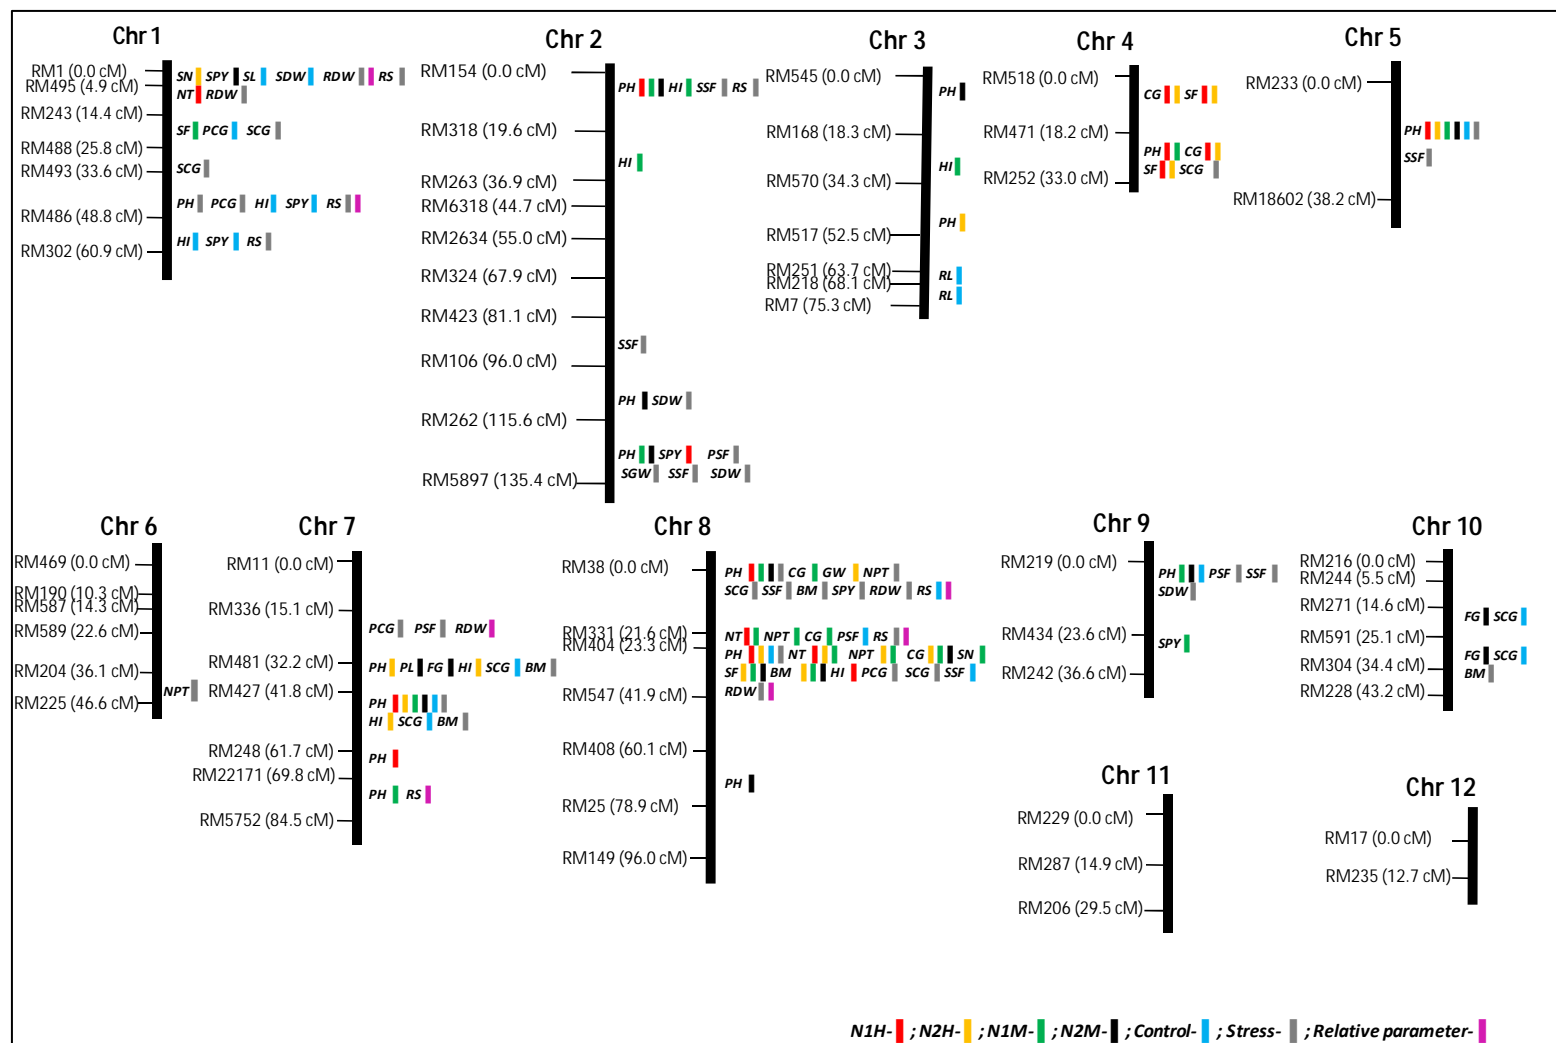 Chr 1
RM1 (0.0 cM)
RM495 (4.9 cM)
RM243 (14.4 cM)
RM488 (25.8 cM)
RM493 (33.6 cM)
RM486 (48.8 cM)
RM302 (60.9 cM)
SN SPY SL SDW RDW RS
NT RDW
SF PCG SCG
SCG
PH PCG HI SPY RS
HI SPY RS
Chr 2
RM154 (0.0 cM)
RM318 (19.6 cM)
RM263 (36.9 cM)
RM6318 (44.7 cM)
RM2634 (55.0 cM)
RM324 (67.9 cM)
RM423 (81.1 cM)
RM106 (96.0 cM)
RM262 (115.6 cM)
RM5897 (135.4 cM)
PH HI SSF RS
HI
SSF
PH SDW
PH SPY PSF
SGW SSF SDW
Chr 3
RM545 (0.0 cM)
RM168 (18.3 cM)
RM570 (34.3 cM)
RM517 (52.5 cM)
RM251 (63.7 cM)
RM218 (68.1 cM)
RM7 (75.3 cM)
PH
HI
PH
RL
RL
Chr 4
RM518 (0.0 cM)
RM471 (18.2 cM)
RM252 (33.0 cM)
CG SF
PH CG
SF SCG
Chr 5
RM233 (0.0 cM)
RM18602 (38.2 cM)
PH
SSF
Chr 6
RM469 (0.0 cM)
RM190 (10.3 cM)
RM587 (14.3 cM)
RM589 (22.6 cM)
RM204 (36.1 cM)
RM225 (46.6 cM)
NPT
Chr 7
RM11 (0.0 cM)
RM336 (15.1 cM)
RM481 (32.2 cM)
RM427 (41.8 cM)
RM248 (61.7 cM)
RM22171 (69.8 cM)
RM5752 (84.5 cM)
PCG PSF RDW
PH PL FG HI SCG BM
PH
HI SCG BM
PH
PH RS
Chr 8
RM38 (0.0 cM)
RM331 (21.6 cM)
RM404 (23.3 cM)
RM547 (41.9 cM)
RM408 (60.1 cM)
RM25 (78.9 cM)
RM149 (96.0 cM)
PH CG GW NPT
SCG SSF BM SPY RDW RS
NT NPT CG PSF RS
PH NT NPT CG SN
SF BM HI PCG SCG SSF
RDW
PH
Chr 9
RM219 (0.0 cM)
RM434 (23.6 cM)
RM242 (36.6 cM)
PH PSF SSF
SDW
SPY
Chr 10
RM216 (0.0 cM)
RM244 (5.5 cM)
RM271 (14.6 cM)
RM591 (25.1 cM)
RM304 (34.4 cM)
RM228 (43.2 cM)
FG SCG
FG SCG
BM
Chr 11
RM229 (0.0 cM)
RM287 (14.9 cM)
RM206 (29.5 cM)
Chr 12
RM17 (0.0 cM)
RM235 (12.7 cM)
N1H- ; N2H- ; N1M- ; N2M- ; Control- ; Stress- ; Relative parameter-